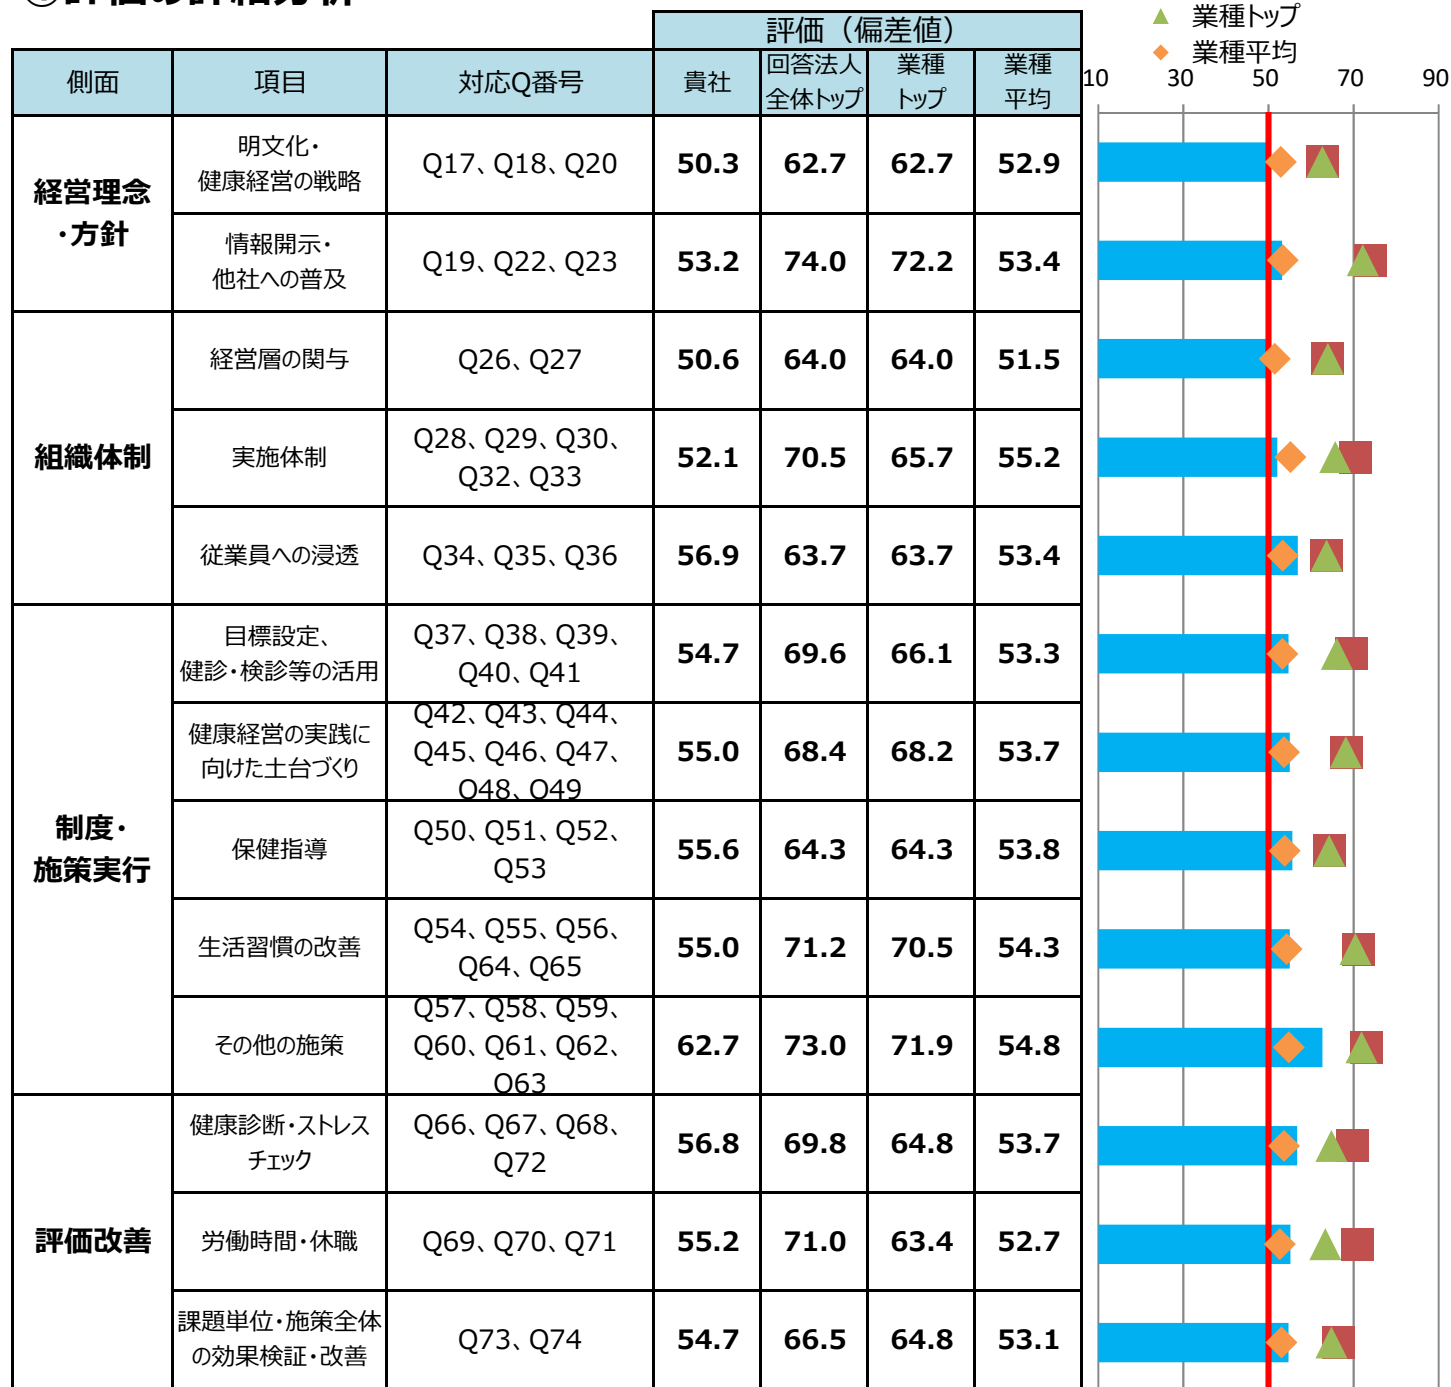 ①評価の詳細分析
▲ 業種トップ
◆ 業種平均
評価（偏差値）
側面 項目 対応Q番号 貴社 回答法人 業種 業種
全体トップ トップ 平均
10 30 50 70 90
経営理念
・方針
明文化・
健康経営の戦略
Q17、Q18、Q20 50.3 62.7 62.7 52.9
情報開示・
他社への普及
Q19、Q22、Q23 53.2 74.0 72.2 53.4
組織体制
経営層の関与 Q26、Q27 50.6 64.0 64.0 51.5
実施体制
Q28、Q29、Q30、
Q32、Q33
52.1 70.5 65.7 55.2
従業員への浸透 Q34、Q35、Q36 56.9 63.7 63.7 53.4
制度・
施策実行
目標設定、
健診・検診等の活用
Q37、Q38、Q39、
Q40、Q41
54.7 69.6 66.1 53.3
健康経営の実践に
向けた土台づくり
Q42、Q43、Q44、
Q45、Q46、Q47、
Q48、Q49
55.0 68.4 68.2 53.7
保健指導
Q50、Q51、Q52、
Q53
55.6 64.3 64.3 53.8
生活習慣の改善
Q54、Q55、Q56、
Q64、Q65
55.0 71.2 70.5 54.3
その他の施策
Q57、Q58、Q59、
Q60、Q61、Q62、
Q63
62.7 73.0 71.9 54.8
評価改善
健康診断・ストレス
チェック
Q66、Q67、Q68、
Q72
56.8 69.8 64.8 53.7
労働時間・休職 Q69、Q70、Q71 55.2 71.0 63.4 52.7
課題単位・施策全体
の効果検証・改善
Q73、Q74 54.7 66.5 64.8 53.1